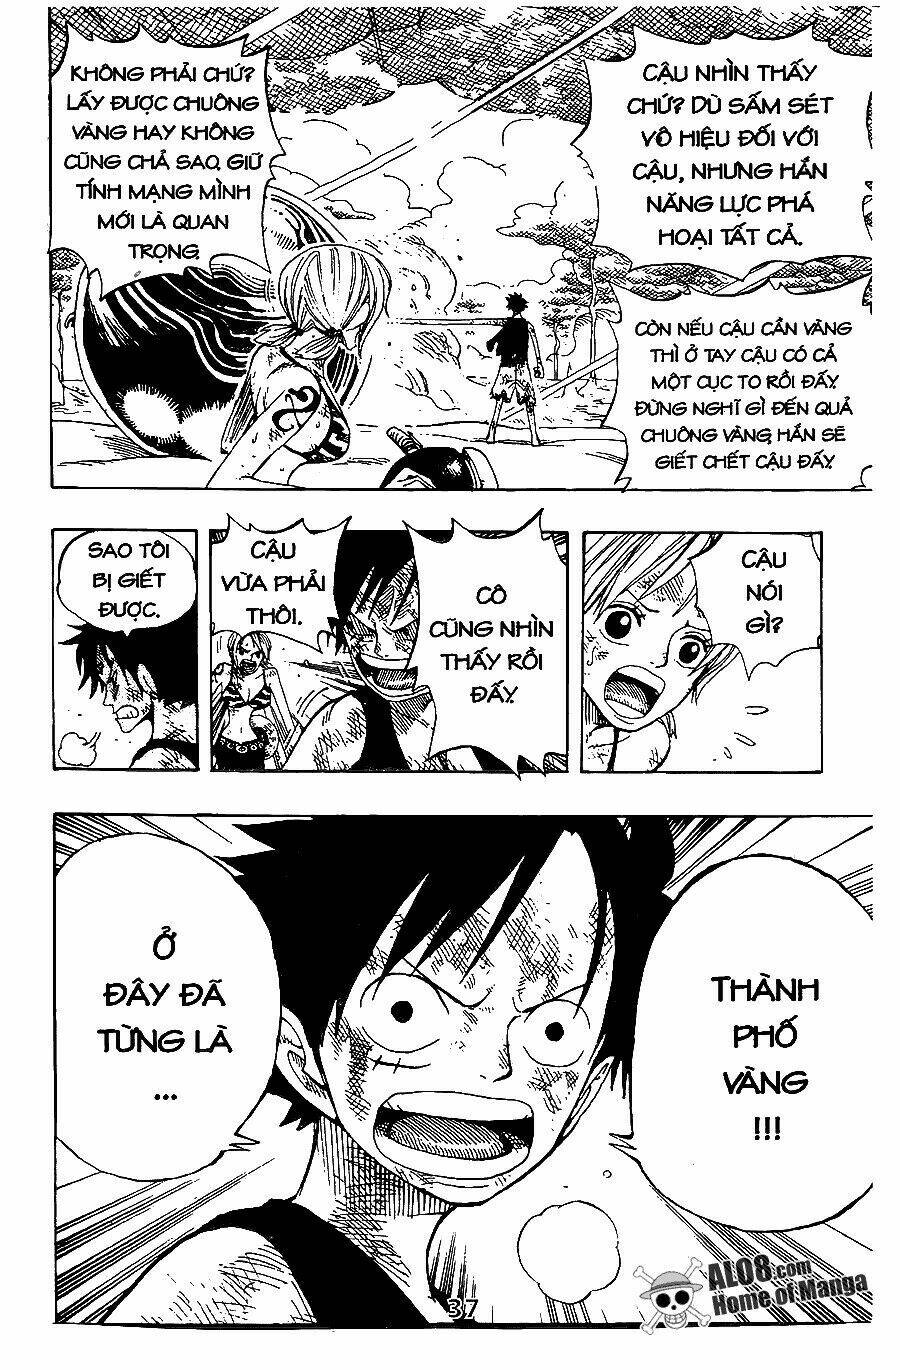 CẬU NHÌN THẤY
CHỨ? DÙ SẤM SÉT
VÔ HIỆU ĐỐI VỚI
CẬU, NHƯNG HẮN
NĂNG LỰC PHÁ
HOẠI TẤT CẢ.
CÒN NẾU CẬU CẦN VÀNG
THÌ Ở TAY CẬU CÓ CẢ
MỘT CỤC TO RỒI ĐẤY.
ĐỪNG NGHĨ GÌ ĐẾN QUẢ
CHUÔNG VÀNG, HẮN SẼ
GIẾT CHẾT CẬU ĐẤY.
KHÔNG PHẢI CHỨ?
LẤY ĐƯỢC CHUÔNG
VÀNG HAY KHÔNG
CŨNG CHẢ SAO. GIỮ
TÍNH MẠNG MÌNH
MỚI LÀ QUAN
TRỌNG.
CẬU
NÓI
GÌ?
CÔ
CŨNG NHÌN
THẤY RỒI
ĐẤY.
CẬU
VỪA PHẢI
THÔI.
SAO TÔI
BỊ GIẾT
ĐƯỢC.
THÀNH
PHỐ
VÀNG
!!!
Ở
ĐÂY ĐÃ
TỪNG LÀ
...
37
ALO8.com
Home of Manga